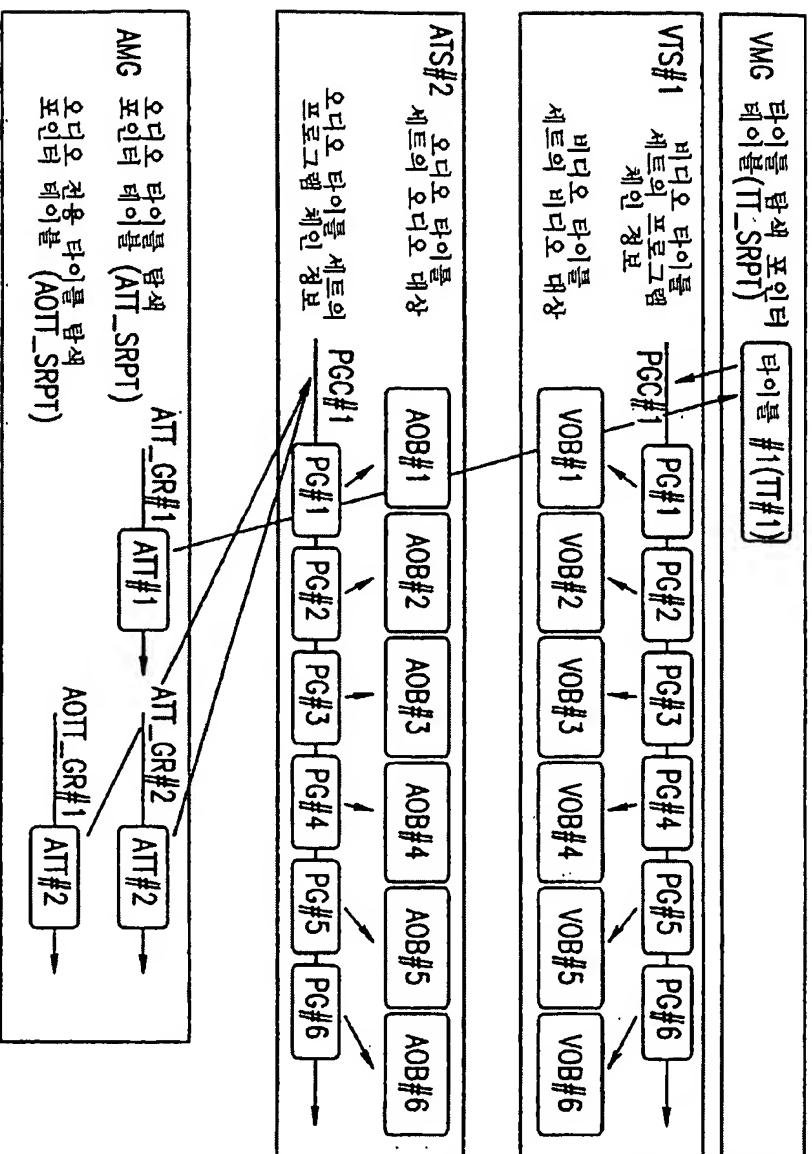 VMG 타이틀 탐색 포인터
테이블(TT_SRPT)
타이틀 #1(TT#1)
VTS#1
비디오 타이틀
세트의 프로그램
체인 정보
PGC#1 PG#1 PG#2 PG#3 PG#4 PG#5 PG#6
비디오 타이틀
세트의 비디오 대상
VOB#1 VOB#2 VOB#3 VOB#4 VOB#5 VOB#6
ATS#2
오디오 타이틀
세트의 오디오 대상
AOB#1 AOB#2 AOB#3 AOB#4 AOB#5 AOB#6
오디오 타이틀 세트의
프로그램 체인 정보
PGC#1 PG#1 PG#2 PG#3 PG#4 PG#5 PG#6
AMG 오디오 타이틀 탐색
포인터 테이블 (ATT_SRPT)
ATT_GR#1 ATT#1 ATT_GR#2 ATT#2
오디오 전용 타이틀 탐색
포인터 테이블 (AOTT_SRPT)
AOTT_GR#1 ATT#2